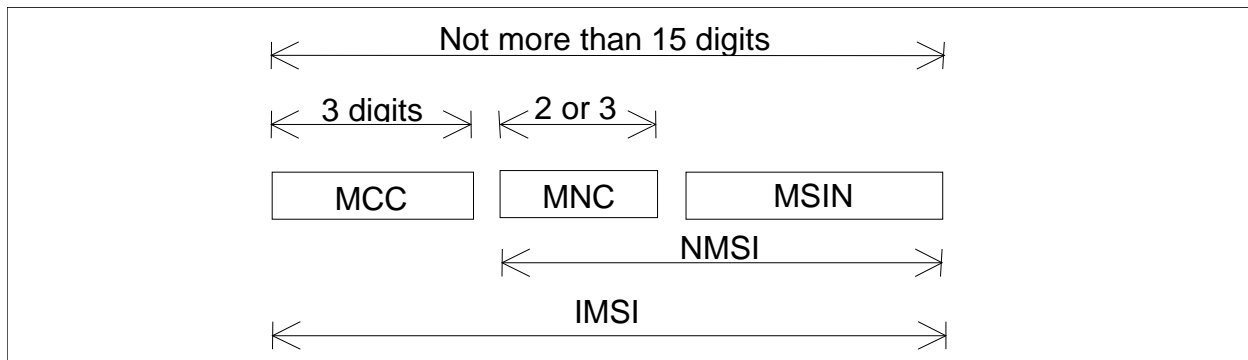 Not more than 15 digits
3 digits 2 or 3
MCC MNC MSIN
NMSI
IMSI